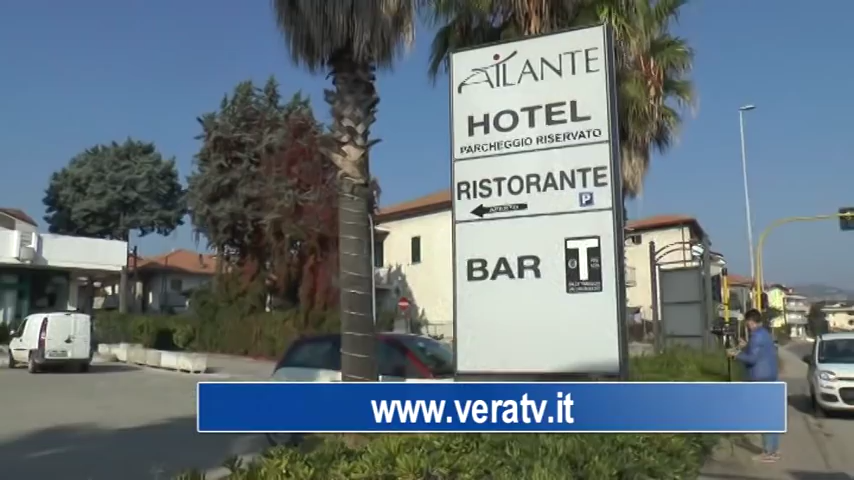 ATLANTE
HOTEL
PARCHEGGIO RISERVATO
RISTORANTE
P
BAR
T
www.veratv.it